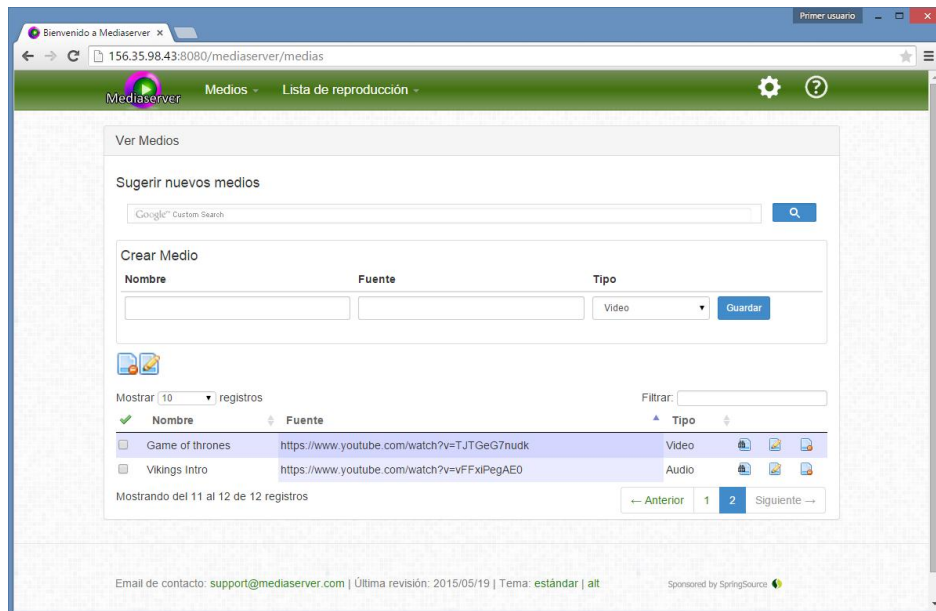 Primer usuario
Bienvenido a Mediaserver
156.35.98.43:8080/mediaserver/medias
Mediaserver Medios Lista de reproducción
Ver Medios
Sugerir nuevos medios
Google™ Custom Search
Crear Medio
Nombre Fuente Tipo
Video Guardar
Mostrar 10 registros Filtrar:
Nombre Fuente Tipo
Game of thrones https://www.youtube.com/watch?v=TJTGeG7nudk Video
Vikings Intro https://www.youtube.com/watch?v=vFFxiPegAE0 Audio
Mostrando del 11 al 12 de 12 registros ← Anterior 1 2 Siguiente →
Email de contacto: support@mediaserver.com | Última revisión: 2015/05/19 | Tema: estándar | alt Sponsored by SpringSource